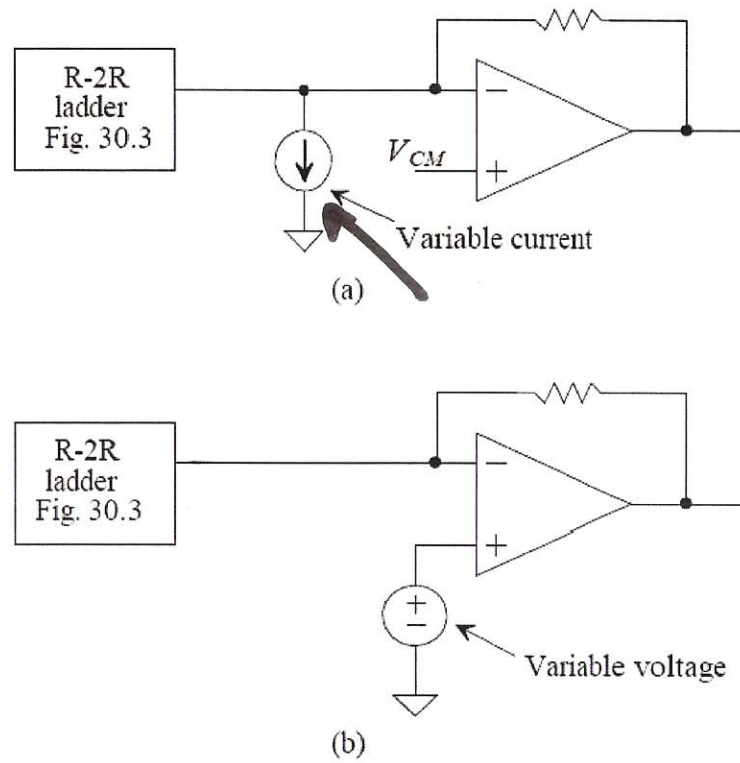 R-2R
ladder
Fig. 30.3
−
V_CM
+
Variable current
(a)
R-2R
ladder
Fig. 30.3
−
+
+
−
Variable voltage
(b)